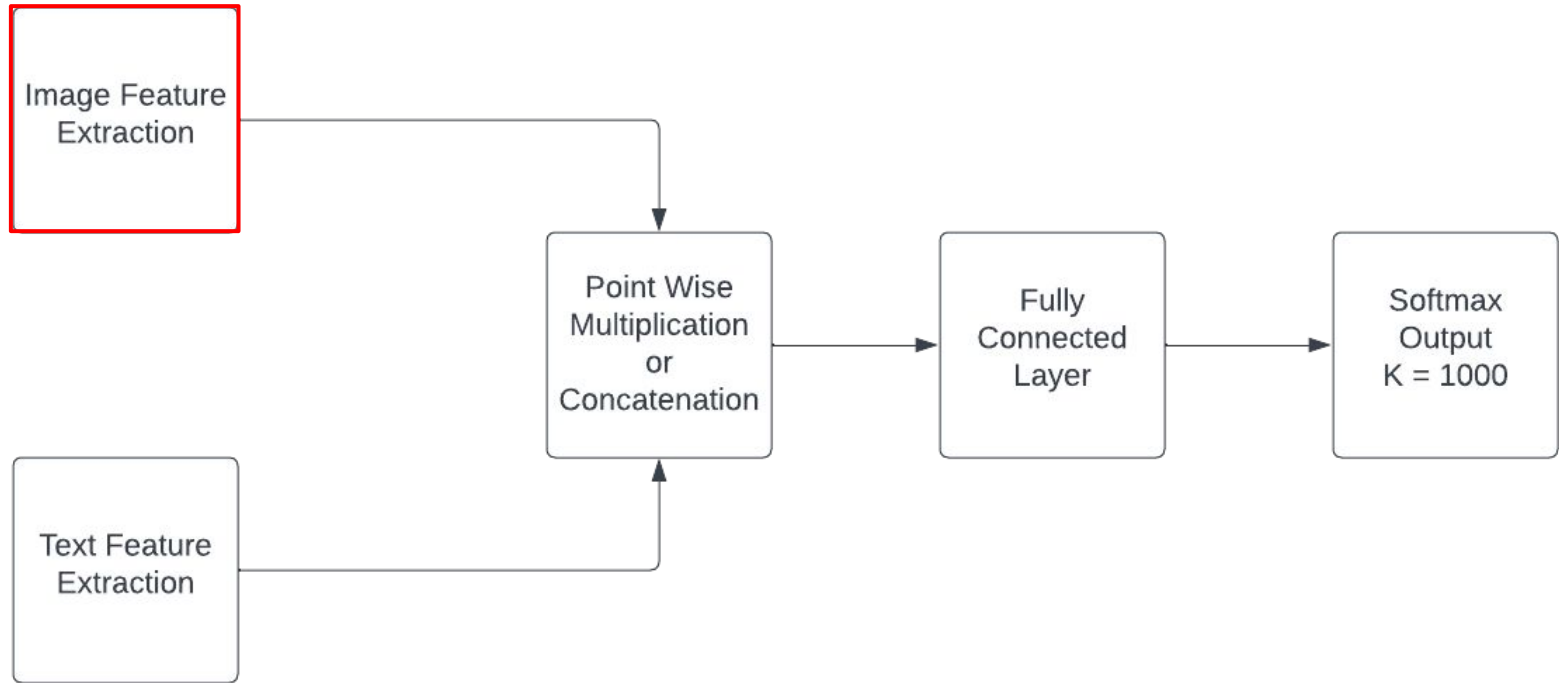 Image Feature
Extraction
Point Wise
Multiplication
or
Concatenation
Fully
Connected
Layer
Softmax
Output
K = 1000
Text Feature
Extraction